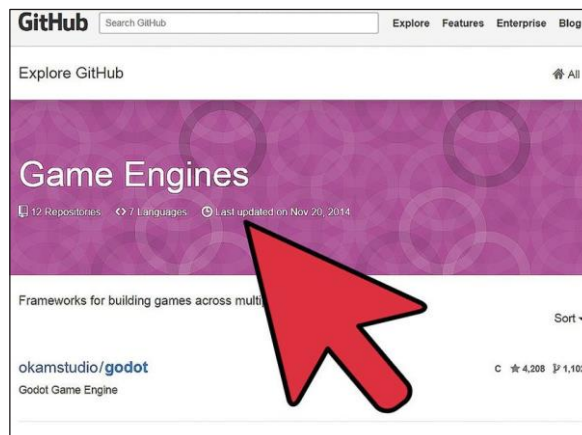 GitHub Search GitHub Explore Features Enterprise Blog
Explore GitHub All
Game Engines
12 Repositories <> 7 Languages Last updated on Nov 20, 2014
Frameworks for building games across
Sort
okamstudio/godot C 4,208
Godot Game Engine